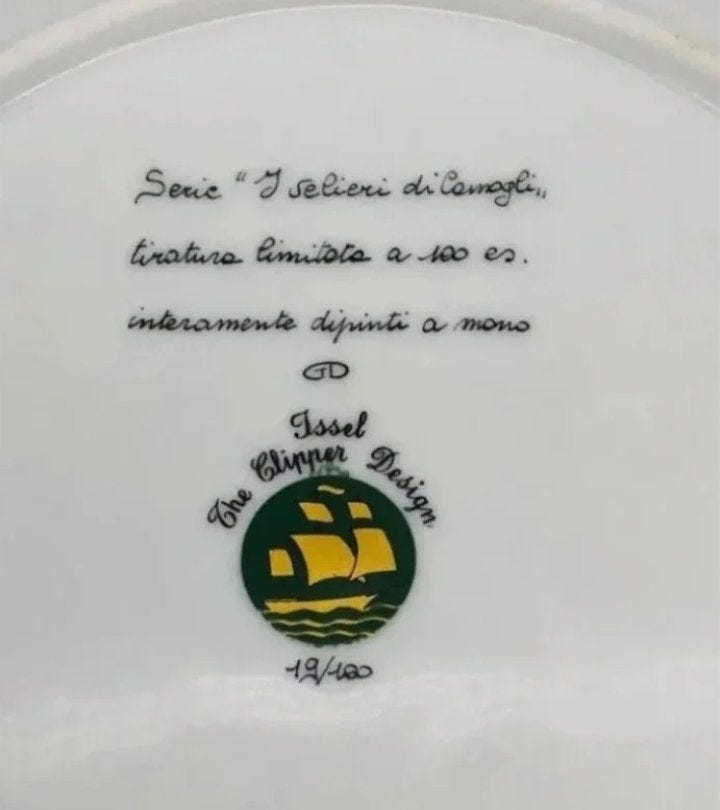 Serie "I velieri di Camogli„
tiratura limitata a 100 es.
interamente dipinti a mano
GD
Issel
The Clipper Design
19/100